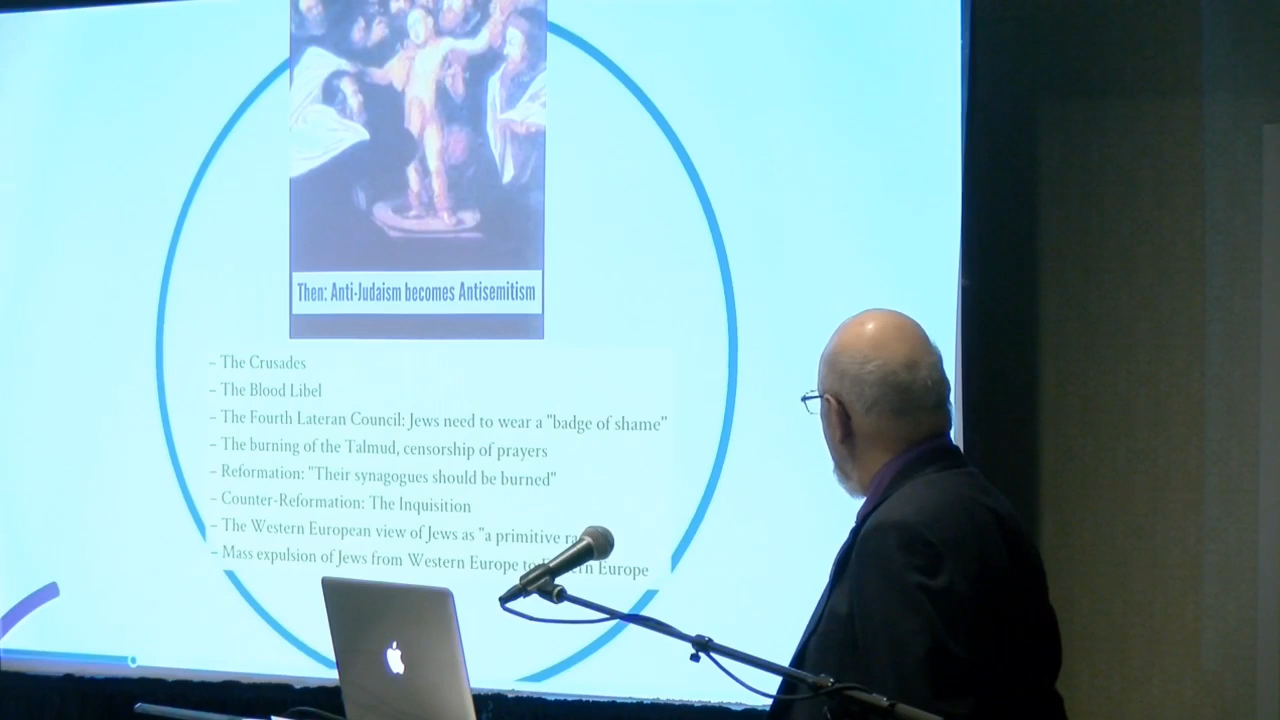 Then: Anti-Judaism becomes Antisemitism
– The Crusades
– The Blood Libel
– The Fourth Lateran Council: Jews need to wear a "badge of shame"
– The burning of the Talmud, censorship of prayers
– Reformation: "Their synagogues should be burned"
– Counter-Reformation: The Inquisition
– The Western European view of Jews as "a primitive
– Mass expulsion of Jews from Western Europe to Europe